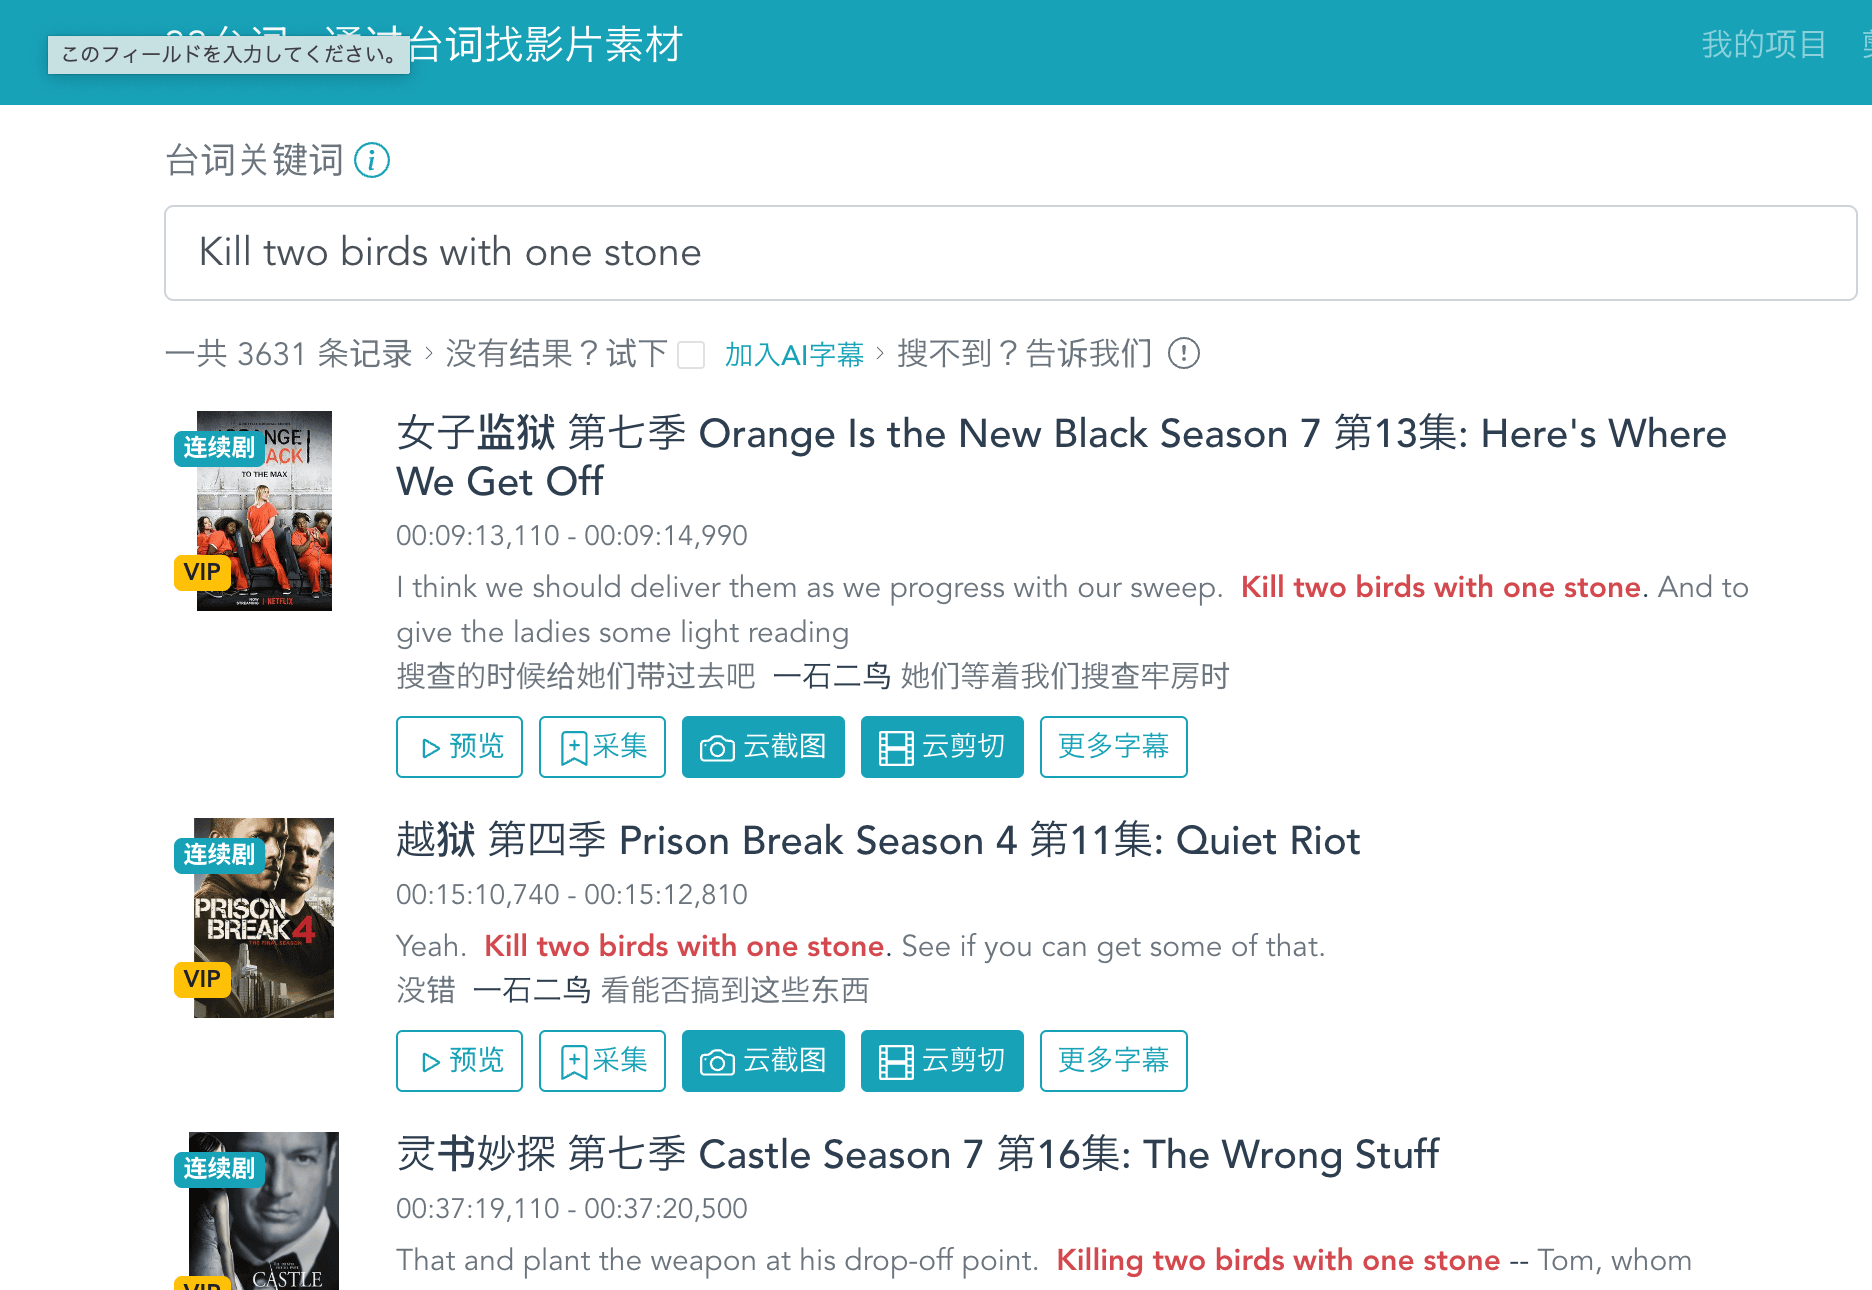 台词 通过台词找影片素材
このフィールドを入力してください。
我的项目
台词关键词
Kill two birds with one stone
一共 3631 条记录 › 没有结果？试下 加入AI字幕 › 搜不到？告诉我们
连续剧
ORANGE
BLACK
TO THE MAX
NOW STREAMING | NETFLIX
VIP
女子监狱 第七季 Orange Is the New Black Season 7 第13集: Here's Where
We Get Off
00:09:13,110 - 00:09:14,990
I think we should deliver them as we progress with our sweep. Kill two birds with one stone. And to
give the ladies some light reading
搜查的时候给她们带过去吧 一石二鸟 她们等着我们搜查牢房时
预览 采集 云截图 云剪切 更多字幕
连续剧
PRISON
BREAK 4
THE FINAL SEASON
VIP
越狱 第四季 Prison Break Season 4 第11集: Quiet Riot
00:15:10,740 - 00:15:12,810
Yeah. Kill two birds with one stone. See if you can get some of that.
没错 一石二鸟 看能否搞到这些东西
预览 采集 云截图 云剪切 更多字幕
连续剧
CASTLE
VIP
灵书妙探 第七季 Castle Season 7 第16集: The Wrong Stuff
00:37:19,110 - 00:37:20,500
That and plant the weapon at his drop-off point. Killing two birds with one stone -- Tom, whom